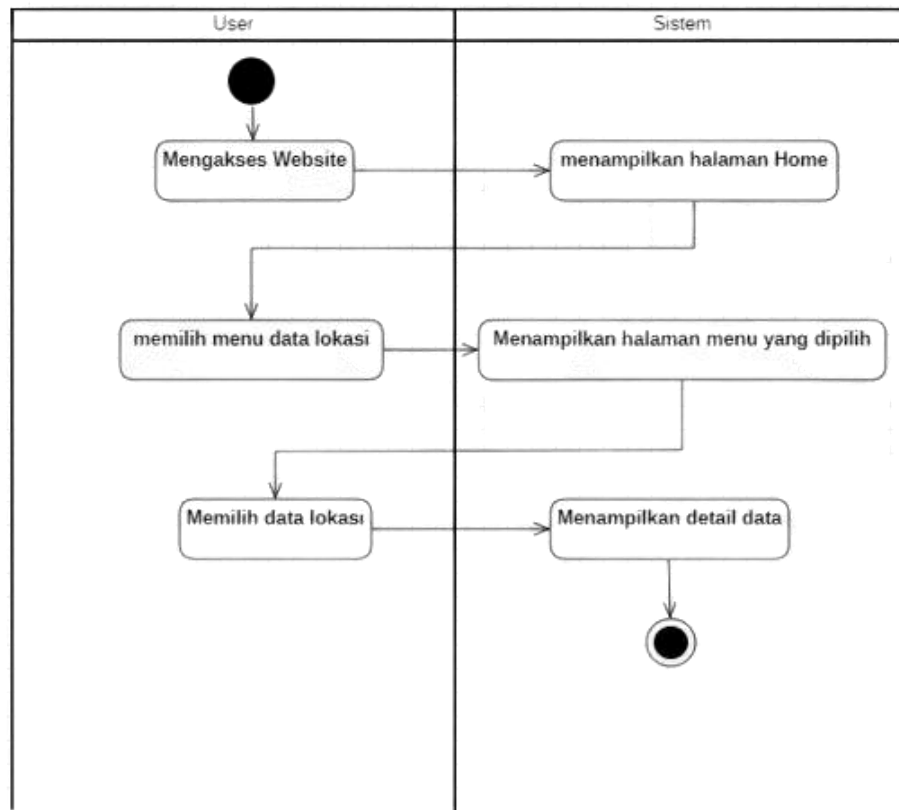 User
Sistem
Mengakses Website
menampilkan halaman Home
memilih menu data lokasi
Menampilkan halaman menu yang dipilih
Memilih data lokasi
Menampilkan detail data